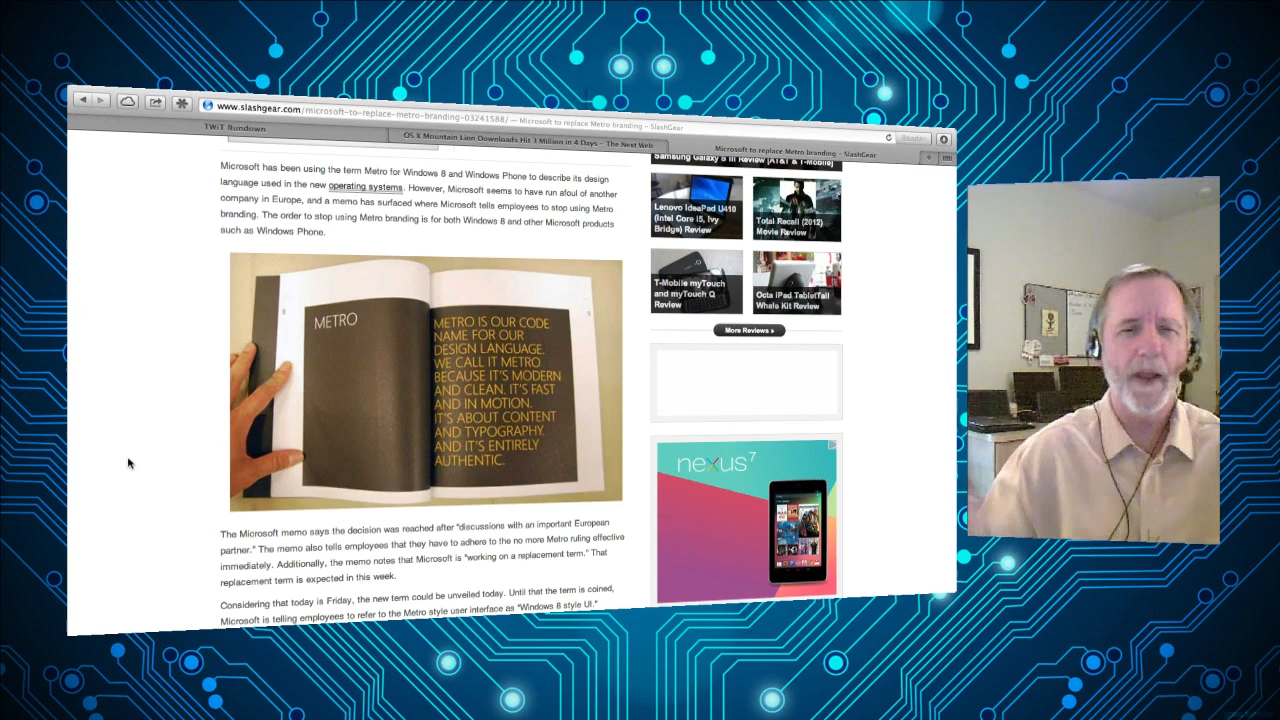 www.slashgear.com/microsoft-to-replace-metro-branding-03241588/ — Microsoft to replace Metro branding – SlashGear
Reader
TWiT Rundown
OS X Mountain Lion Downloads Hit 3 Million in 4 Days – The Next Web
Microsoft to replace Metro branding – SlashGear
Microsoft has been using the term Metro for Windows 8 and Windows Phone to describe its design
language used in the new operating systems. However, Microsoft seems to have run afoul of another
company in Europe, and a memo has surfaced where Microsoft tells employees to stop using Metro
branding. The order to stop using Metro branding is for both Windows 8 and other Microsoft products
such as Windows Phone.
METRO
METRO IS OUR CODE
NAME FOR OUR
DESIGN LANGUAGE.
WE CALL IT METRO
BECAUSE IT'S MODERN
AND CLEAN. IT'S FAST
AND IN MOTION.
IT'S ABOUT CONTENT
AND TYPOGRAPHY.
AND IT'S ENTIRELY
AUTHENTIC.
The Microsoft memo says the decision was reached after "discussions with an important European
partner." The memo also tells employees that they have to adhere to the no more Metro ruling effective
immediately. Additionally, the memo notes that Microsoft is "working on a replacement term." That
replacement term is expected in this week.
Considering that today is Friday, the new term could be unveiled today. Until that the term is coined,
Microsoft is telling employees to refer to the Metro style user interface as "Windows 8 style UI."
Samsung Galaxy S III Review [AT&T & T-Mobile]
Lenovo IdeaPad U410
(Intel Core i5, Ivy
Bridge) Review
Total Recall (2012)
Movie Review
T-Mobile myTouch
and myTouch Q
Review
Octa iPad TabletTail
Whale Kit Review
More Reviews »
nexus 7